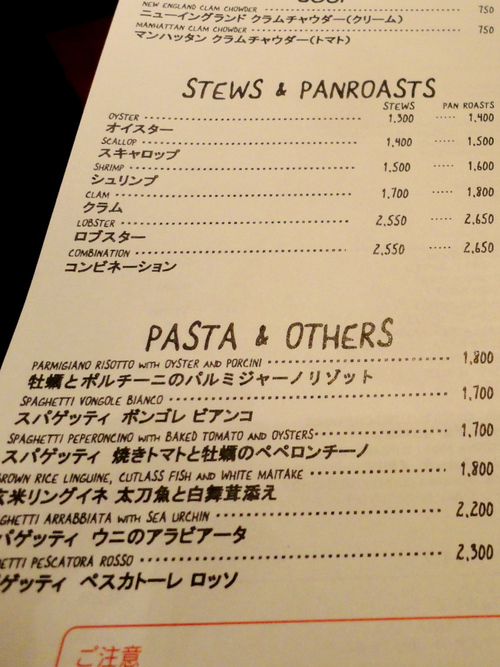 NEW ENGLAND CLAM CHOWDER 750
ニューイングランド クラムチャウダー(クリーム)
MANHATTAN CLAM CHOWDER 750
マンハッタン クラムチャウダー(トマト)
STEWS & PANROASTS
STEWS PAN ROASTS
OYSTER 1,300 1,400
オイスター
SCALLOP 1,400 1,500
スキャロップ
SHRIMP 1,500 1,600
シュリンプ
CLAM 1,700 1,800
クラム
LOBSTER 2,550 2,650
ロブスター
COMBINATION 2,550 2,650
コンビネーション
PASTA & OTHERS
PARMIGIANO RISOTTO WITH OYSTER AND PORCINI 1,800
牡蠣とポルチーニのパルミジャーノリゾット
SPAGHETTI VONGOLE BIANCO 1,700
スパゲッティ ボンゴレ ビアンコ
SPAGHETTI PEPERONCINO WITH BAKED TOMATO AND OYSTERS 1,700
スパゲッティ 焼きトマトと牡蠣のペペロンチーノ
ROWN RICE LINGUINE, CUTLASS FISH AND WHITE MAITAKE 1,800
玄米リングイネ 太刀魚と白舞茸添え
GHETTI ARRABBIATA WITH SEA URCHIN 2,200
パゲッティ ウニのアラビアータ
ETTI PESCATORA ROSSO 2,300
ゲッティ ペスカトーレ ロッソ
ご注意